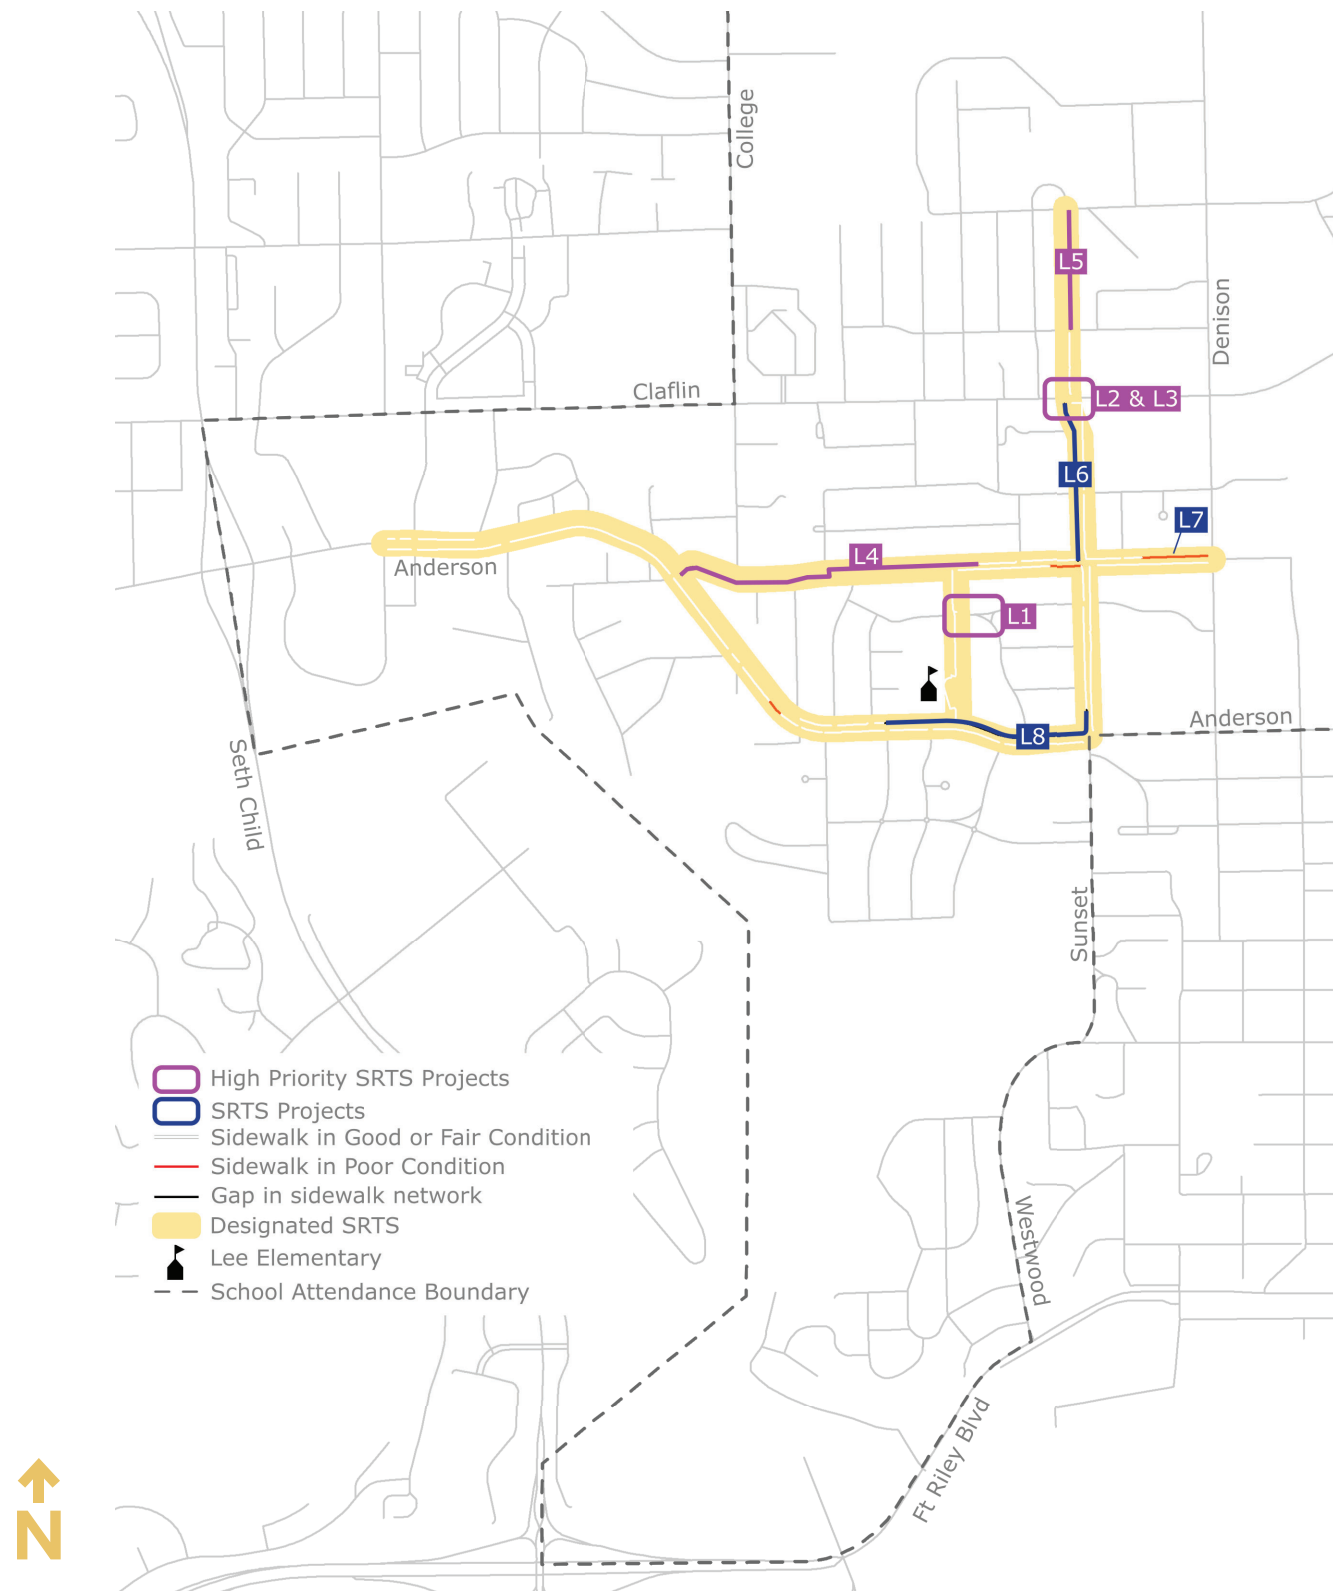 College
L5
Denison
Claflin
L2 & L3
L6
L7
L4
Anderson
L1
Anderson
L8
Seth Child
Sunset
High Priority SRTS Projects
SRTS Projects
Sidewalk in Good or Fair Condition
Sidewalk in Poor Condition
Gap in sidewalk network
Designated SRTS
Lee Elementary
School Attendance Boundary
Westwood
Ft Riley Blvd
N